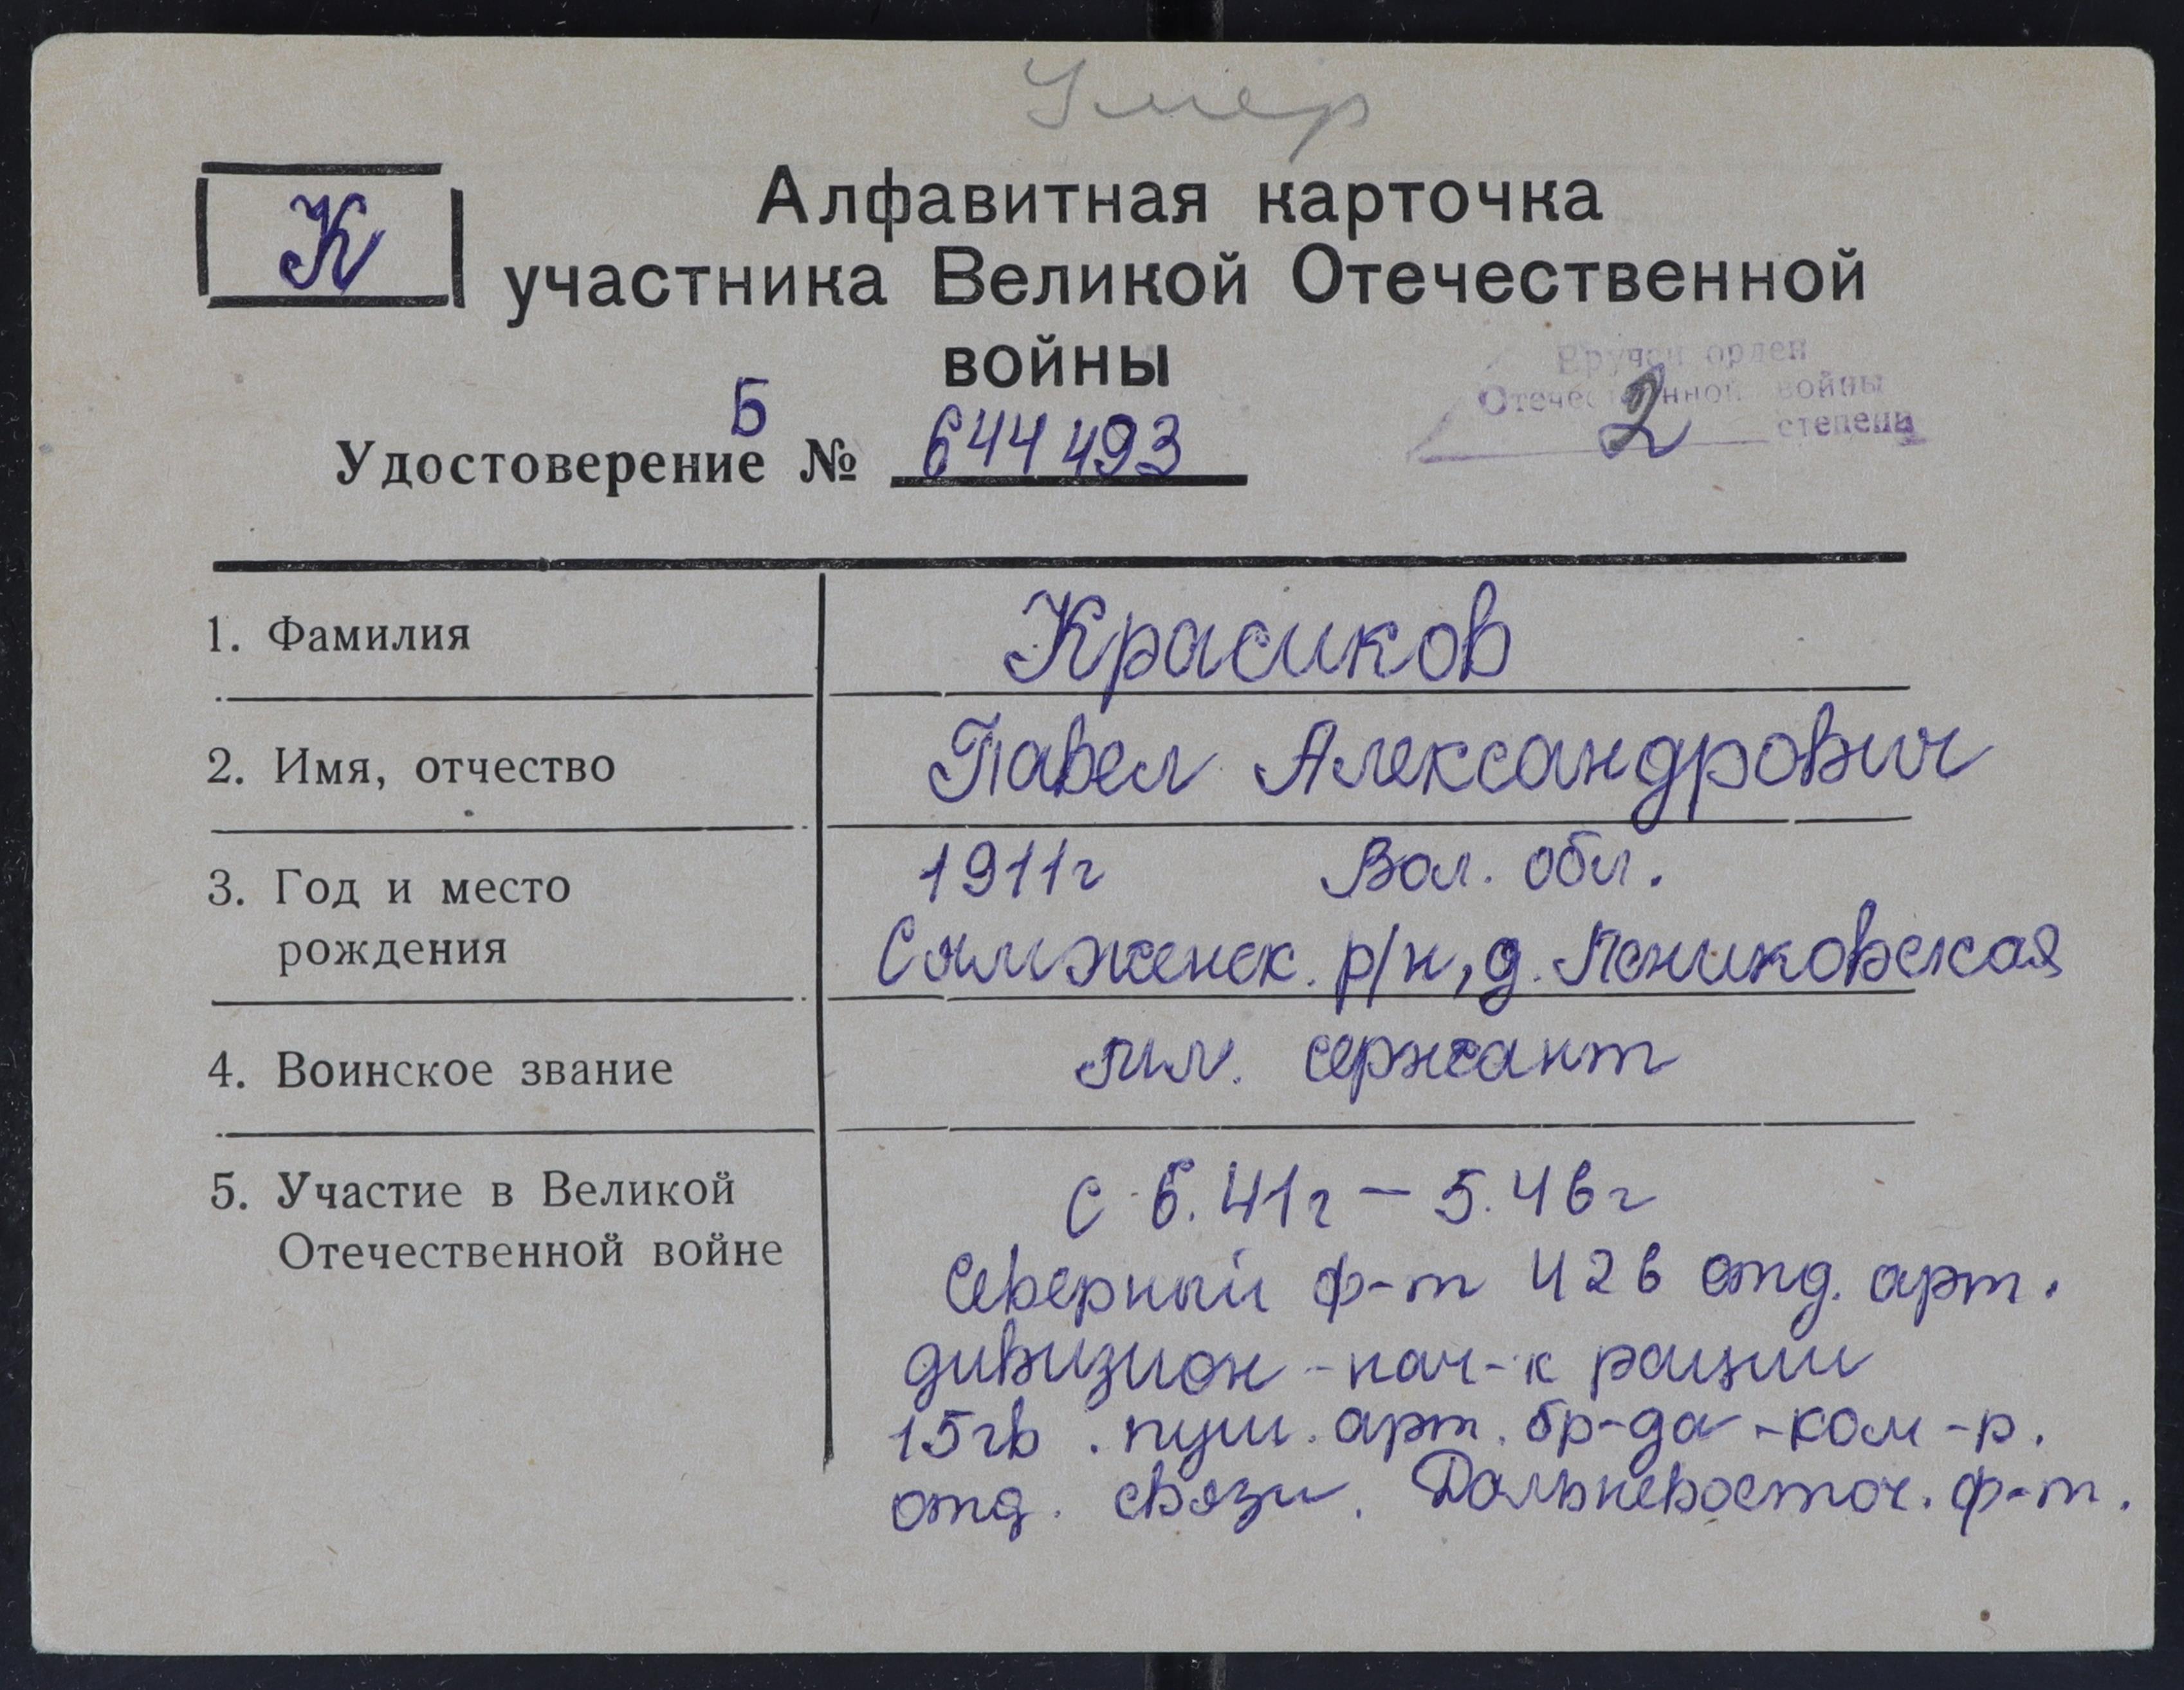 Умер
К
Алфавитная карточка
участника Великой Отечественной
войны
Вручен орден
Отечественной войны
2 степени
Б
Удостоверение № 644493
1. Фамилия
Красиков
2. Имя, отчество
Павел Александрович
3. Год и место
рождения
1911г Вол. обл.
Сямженск. р/н, д.
4. Воинское звание
мл. сержант
5. Участие в Великой
Отечественной войне
с 6.41г – 5.46г
Северный ф-т 426 отд. арт.
дивизион - нач-к рации
15гв. пуш. арт. бр-да - ком-р.
отд. связи. Дальневосточ. ф-т.